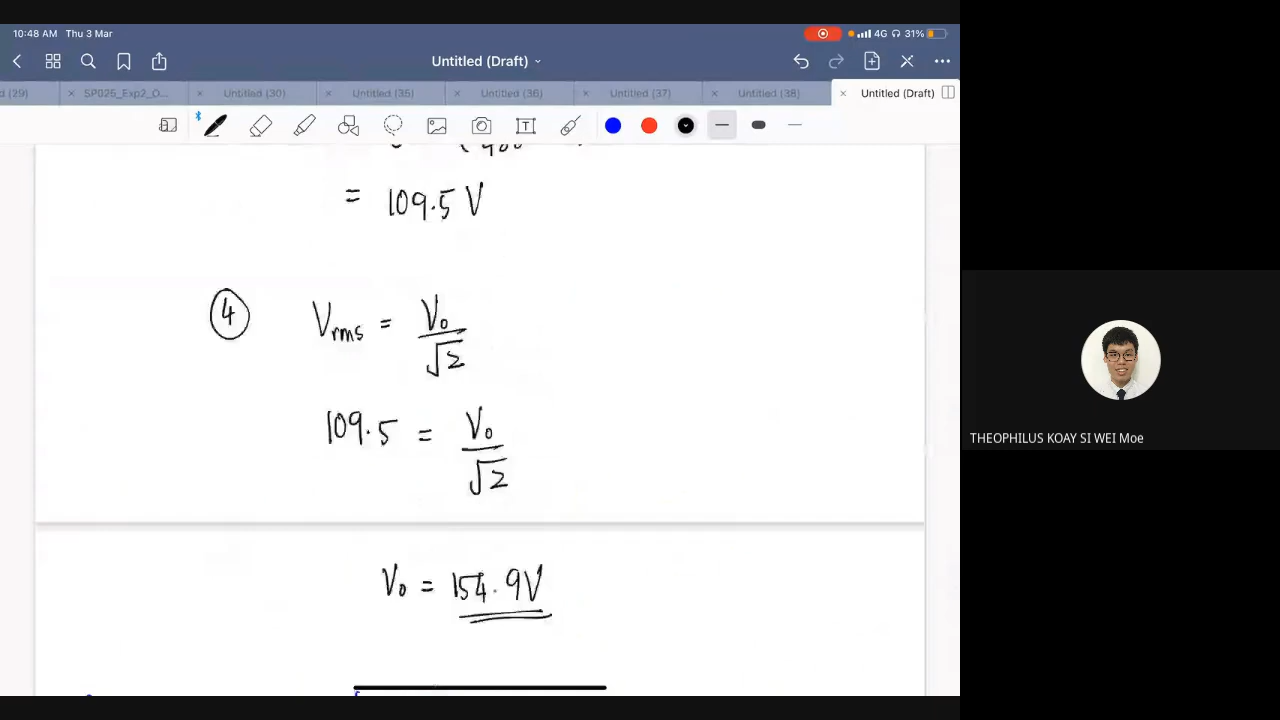 10:48 AM Thu 3 Mar
4G 31%
Untitled (Draft)
d (29) SP025_Exp2_O... Untitled (30) Untitled (35) Untitled (36) Untitled (37) Untitled (38) Untitled (Draft)
= 109.5 V
④ Vrms = V₀/√2
109.5 = V₀/√2
V₀ = 154.9V
THEOPHILUS KOAY SI WEI Moe